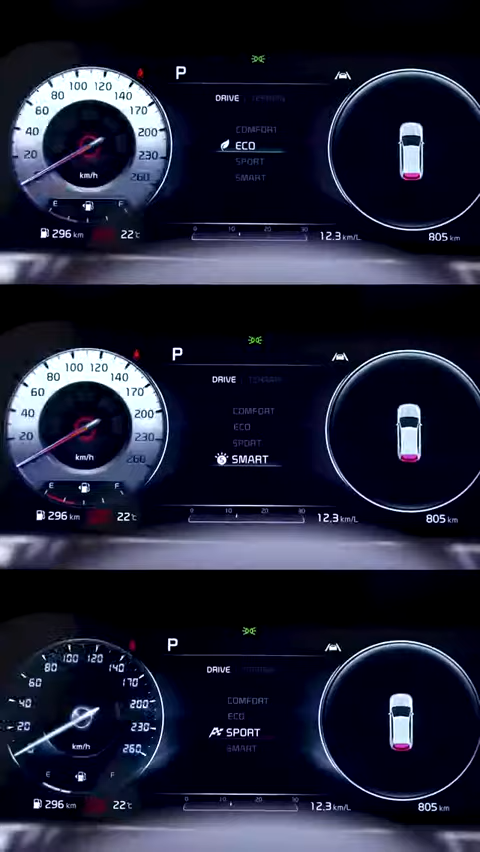 P
DRIVE TERRAIN
COMFORT
ECO
SPORT
SMART
20 40 60 80 100 120 140 170 200 230 260
km/h
E F
296 km 22℃
0 10 20 30
12.3 km/L
805 km
P
DRIVE TERRAIN
COMFORT
ECO
SPORT
SMART
20 40 60 80 100 120 140 170 200 230 260
km/h
E F
296 km 22℃
0 10 20 30
12.3 km/L
805 km
P
DRIVE
COMFORT
ECO
SPORT
SMART
0 20 40 60 80 100 120 140 170 200 230 260
km/h
E F
296 km 22℃
0 10 20 30
12.3 km/L
805 km